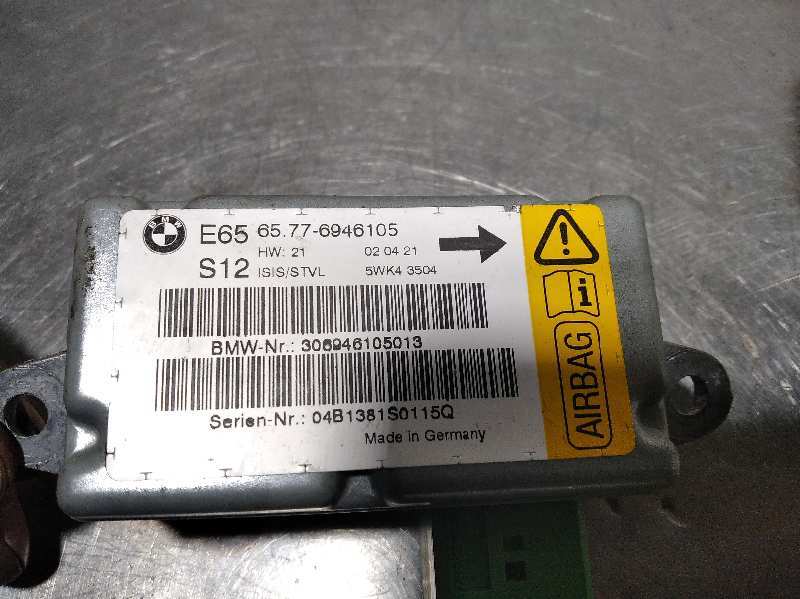 BMW
E65 65.77-6946105
HW: 21 02 04 21
S12 ISIS/STVL 5WK4 3504
BMW-Nr.: 306946105013
Serien-Nr.: 04B1381S0115Q
Made in Germany
! i
AIRBAG